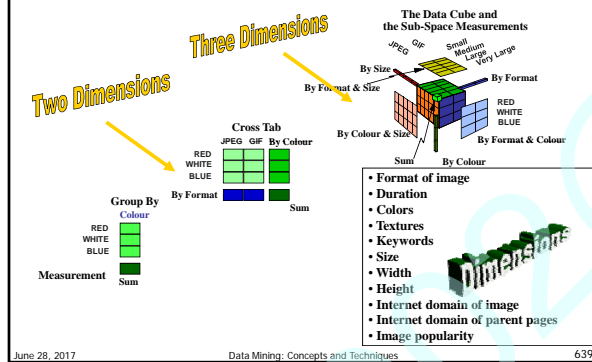 The Data Cube and
the Sub-Space Measurements
Three Dimensions
JPEG
GIF
Small
Medium
Large
Very Large
By Size
By Format
By Format & Size
RED
WHITE
BLUE
By Colour & Size
By Format & Colour
Sum
By Colour
Two Dimensions
Cross Tab
JPEG GIF By Colour
RED
WHITE
BLUE
By Format
Sum
Group By
Colour
RED
WHITE
BLUE
Measurement
Sum
• Format of image
• Duration
• Colors
• Textures
• Keywords
• Size
• Width
• Height
• Internet domain of image
• Internet domain of parent pages
• Image popularity
Dimensions
June 28, 2017
Data Mining: Concepts and Techniques
639